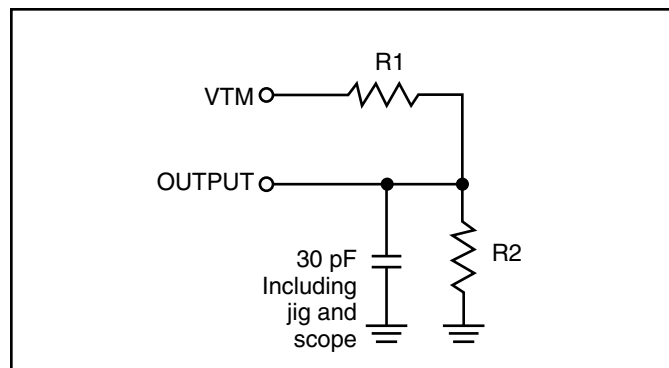 R1
VTM
OUTPUT
30 pF
Including
jig and
scope
R2